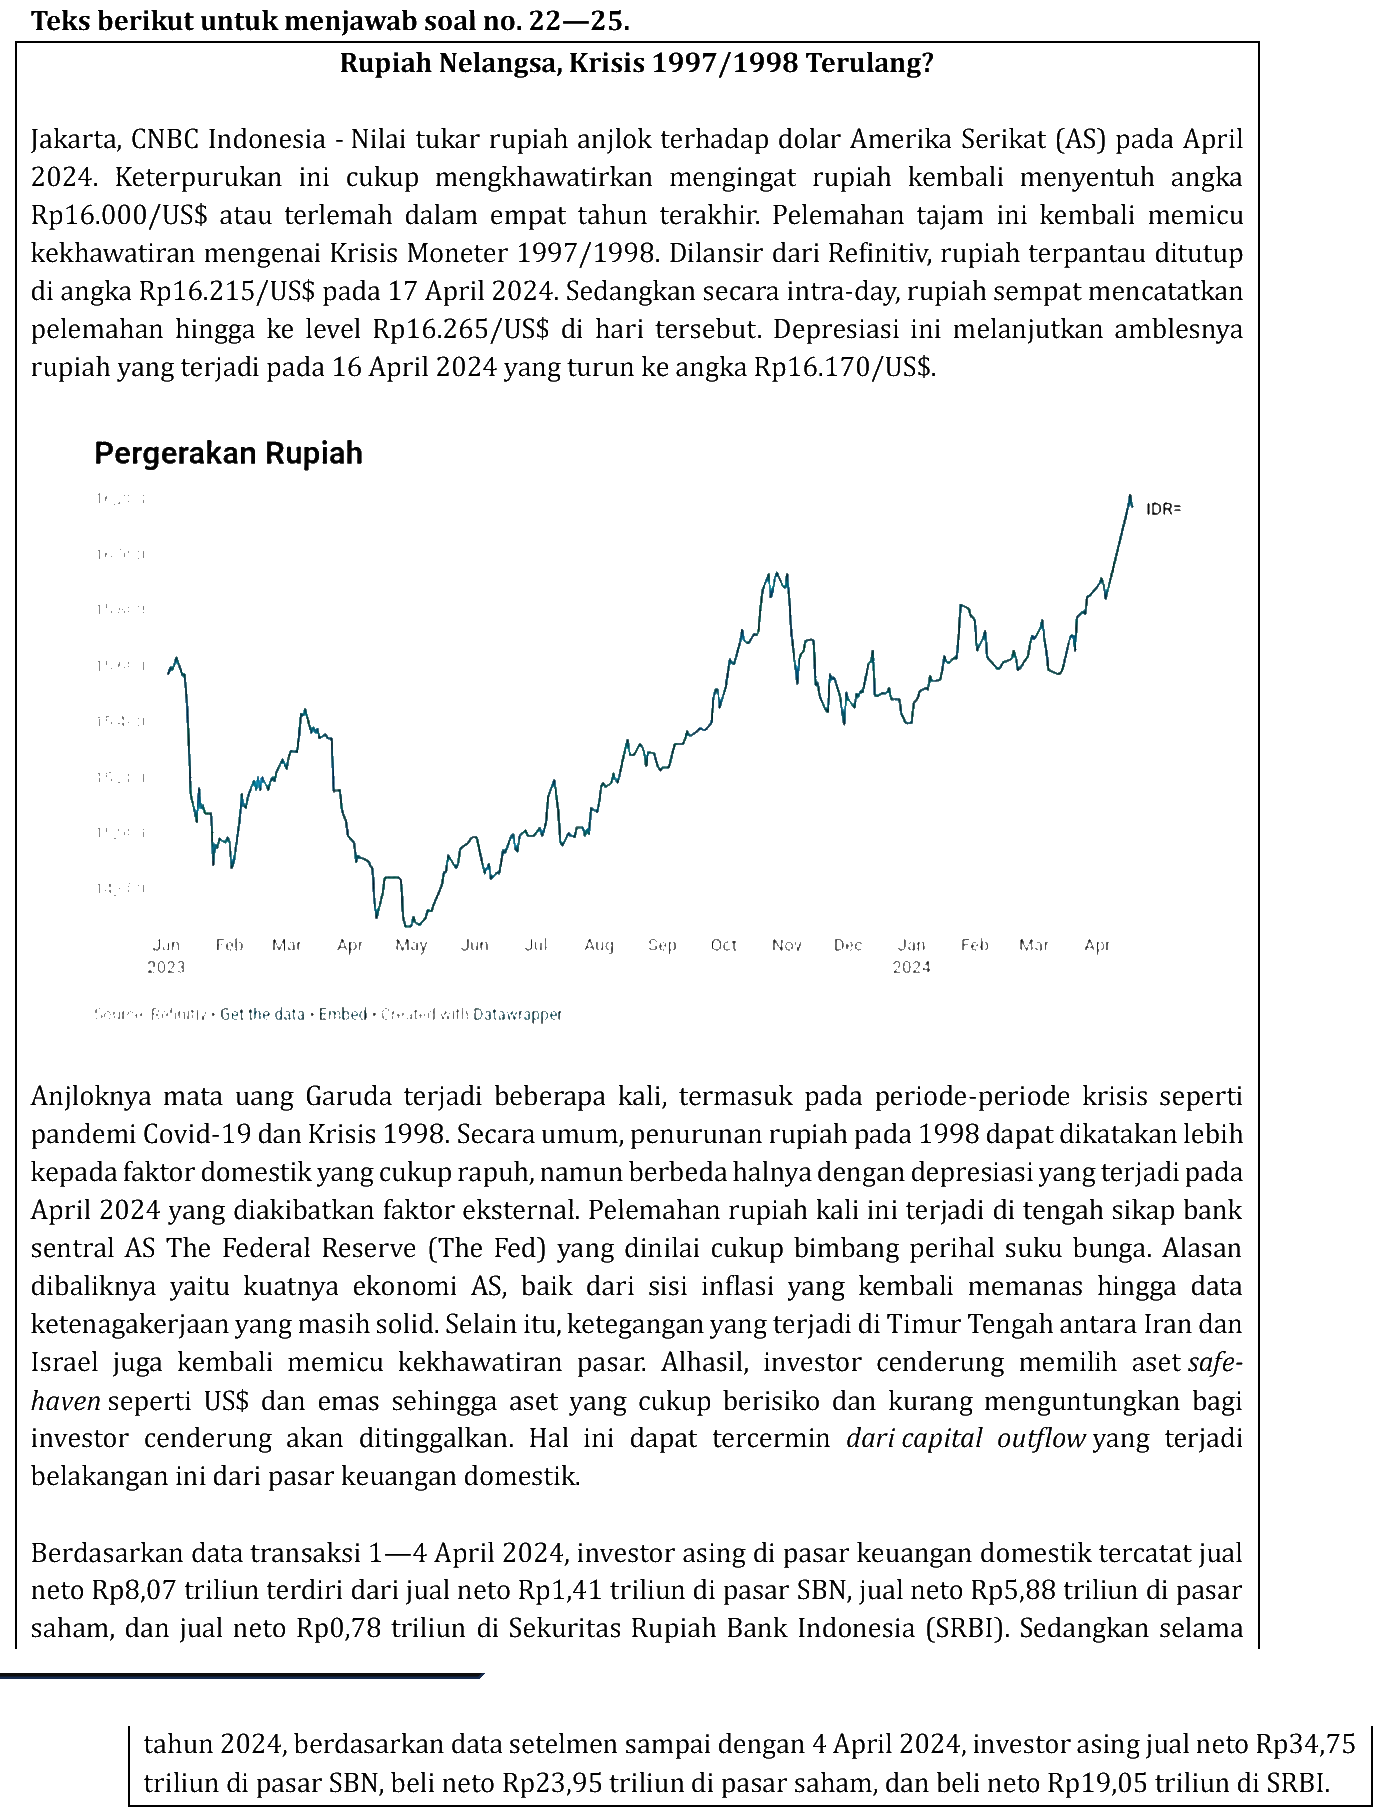 Teks berikut untuk menjawab soal no. 22—25.
Rupiah Nelangsa, Krisis 1997/1998 Terulang?
Jakarta, CNBC Indonesia - Nilai tukar rupiah anjlok terhadap dolar Amerika Serikat (AS) pada April
2024. Keterpurukan ini cukup mengkhawatirkan mengingat rupiah kembali menyentuh angka
Rp16.000/US$ atau terlemah dalam empat tahun terakhir. Pelemahan tajam ini kembali memicu
kekhawatiran mengenai Krisis Moneter 1997/1998. Dilansir dari Refinitiv, rupiah terpantau ditutup
di angka Rp16.215/US$ pada 17 April 2024. Sedangkan secara intra-day, rupiah sempat mencatatkan
pelemahan hingga ke level Rp16.265/US$ di hari tersebut. Depresiasi ini melanjutkan amblesnya
rupiah yang terjadi pada 16 April 2024 yang turun ke angka Rp16.170/US$.
Pergerakan Rupiah
IDR=
Jan Feb Mar Apr May Jun Jul Aug Sep Oct Nov Dec Jan Feb Mar Apr
2023 2024
Source: Refinitiv • Get the data • Embed • Created with Datawrapper
Anjloknya mata uang Garuda terjadi beberapa kali, termasuk pada periode-periode krisis seperti
pandemi Covid-19 dan Krisis 1998. Secara umum, penurunan rupiah pada 1998 dapat dikatakan lebih
kepada faktor domestik yang cukup rapuh, namun berbeda halnya dengan depresiasi yang terjadi pada
April 2024 yang diakibatkan faktor eksternal. Pelemahan rupiah kali ini terjadi di tengah sikap bank
sentral AS The Federal Reserve (The Fed) yang dinilai cukup bimbang perihal suku bunga. Alasan
dibaliknya yaitu kuatnya ekonomi AS, baik dari sisi inflasi yang kembali memanas hingga data
ketenagakerjaan yang masih solid. Selain itu, ketegangan yang terjadi di Timur Tengah antara Iran dan
Israel juga kembali memicu kekhawatiran pasar. Alhasil, investor cenderung memilih aset safe-
haven seperti US$ dan emas sehingga aset yang cukup berisiko dan kurang menguntungkan bagi
investor cenderung akan ditinggalkan. Hal ini dapat tercermin dari capital outflow yang terjadi
belakangan ini dari pasar keuangan domestik.
Berdasarkan data transaksi 1—4 April 2024, investor asing di pasar keuangan domestik tercatat jual
neto Rp8,07 triliun terdiri dari jual neto Rp1,41 triliun di pasar SBN, jual neto Rp5,88 triliun di pasar
saham, dan jual neto Rp0,78 triliun di Sekuritas Rupiah Bank Indonesia (SRBI). Sedangkan selama
tahun 2024, berdasarkan data setelmen sampai dengan 4 April 2024, investor asing jual neto Rp34,75
triliun di pasar SBN, beli neto Rp23,95 triliun di pasar saham, dan beli neto Rp19,05 triliun di SRBI.